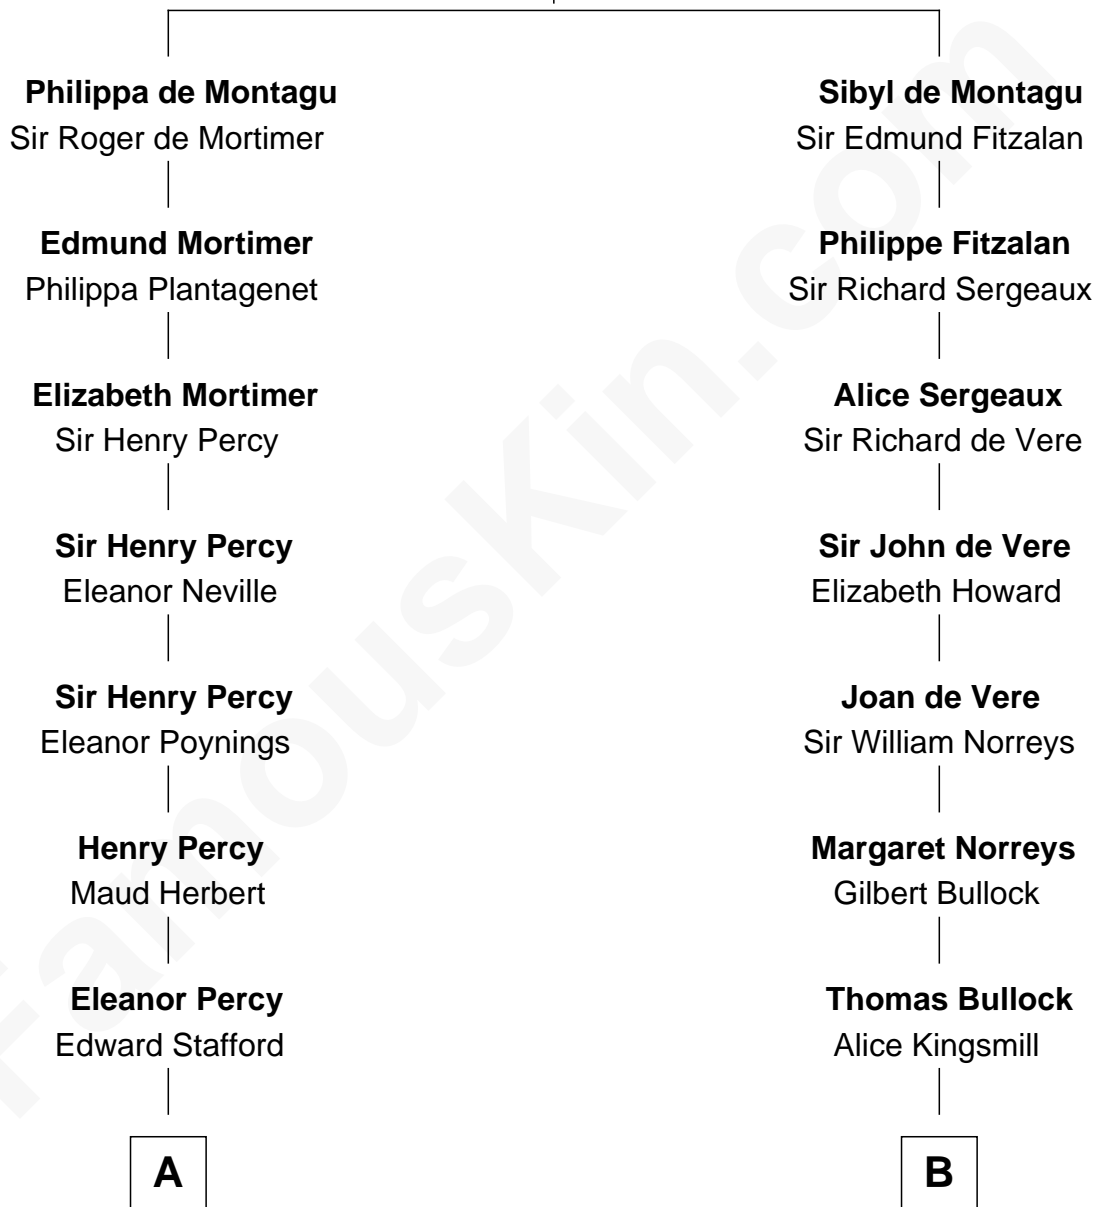 Philippa de Montagu
Sir Roger de Mortimer
Edmund Mortimer
Philippa Plantagenet
Elizabeth Mortimer
Sir Henry Percy
Sir Henry Percy
Eleanor Neville
Sir Henry Percy
Eleanor Poynings
Henry Percy
Maud Herbert
Eleanor Percy
Edward Stafford
A
Sibyl de Montagu
Sir Edmund Fitzalan
Philippe Fitzalan
Sir Richard Sergeaux
Alice Sergeaux
Sir Richard de Vere
Sir John de Vere
Elizabeth Howard
Joan de Vere
Sir William Norreys
Margaret Norreys
Gilbert Bullock
Thomas Bullock
Alice Kingsmill
B
FamousKin.com